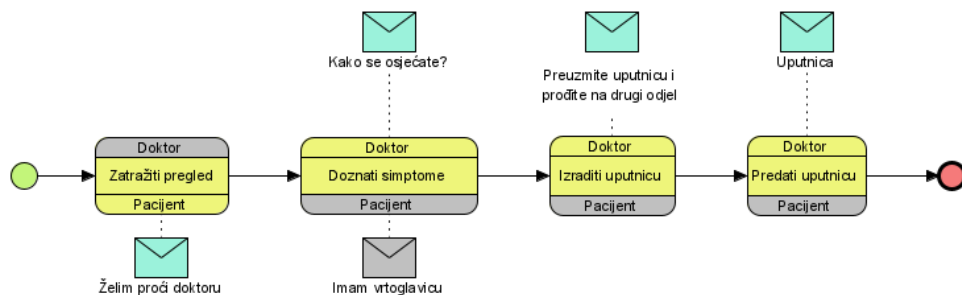 Kako se osjećate?
Preuzmite uputnicu i
prođite na drugi odjel
Uputnica
Doktor
Zatražiti pregled
Pacijent
Doktor
Doznati simptome
Pacijent
Doktor
Izraditi uputnicu
Pacijent
Doktor
Predati uputnicu
Pacijent
Želim proći doktoru
Imam vrtoglavicu